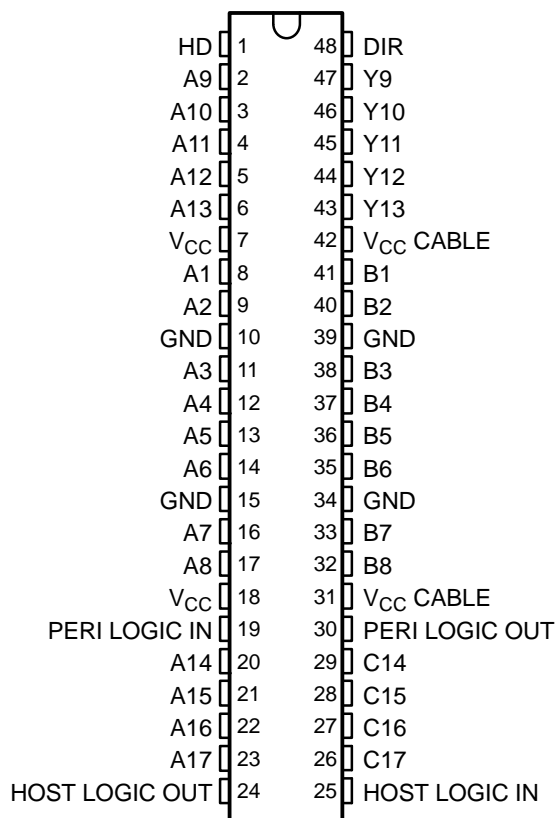 HD 1 48 DIR
A9 2 47 Y9
A10 3 46 Y10
A11 4 45 Y11
A12 5 44 Y12
A13 6 43 Y13
VCC 7 42 VCC CABLE
A1 8 41 B1
A2 9 40 B2
GND 10 39 GND
A3 11 38 B3
A4 12 37 B4
A5 13 36 B5
A6 14 35 B6
GND 15 34 GND
A7 16 33 B7
A8 17 32 B8
VCC 18 31 VCC CABLE
PERI LOGIC IN 19 30 PERI LOGIC OUT
A14 20 29 C14
A15 21 28 C15
A16 22 27 C16
A17 23 26 C17
HOST LOGIC OUT 24 25 HOST LOGIC IN